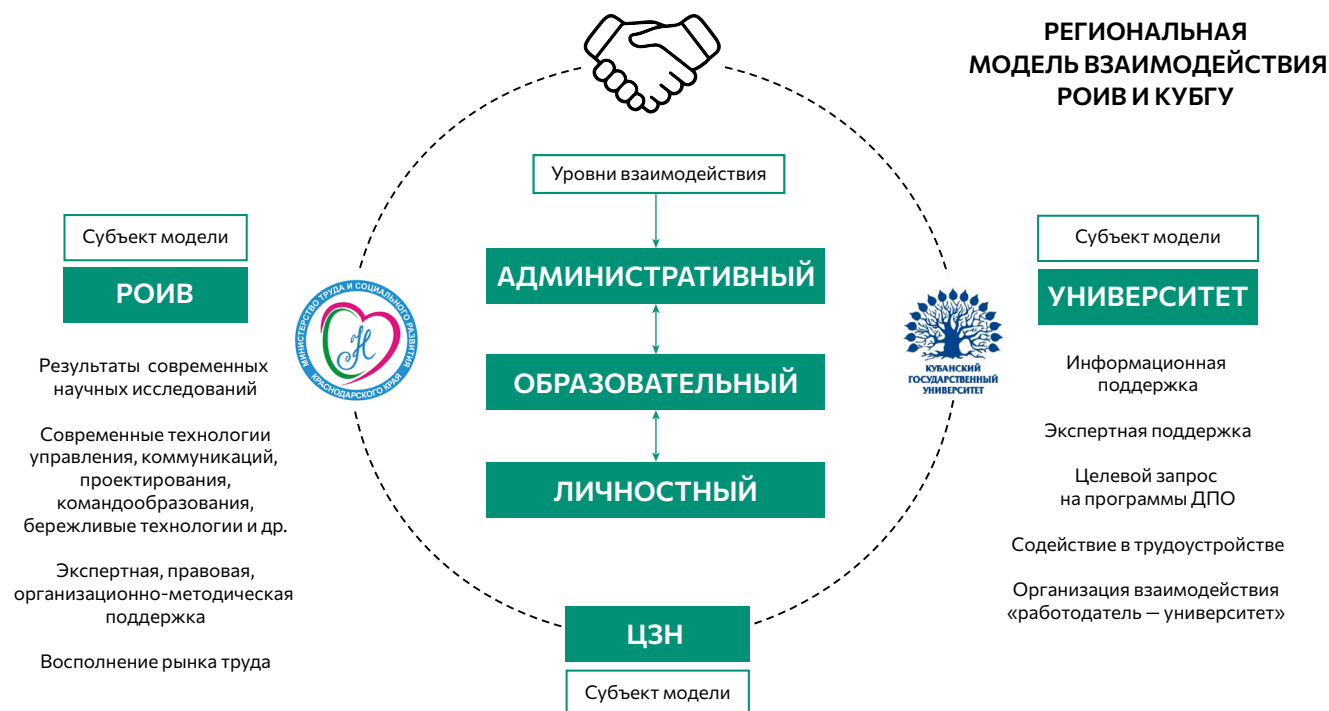 РЕГИОНАЛЬНАЯ
МОДЕЛЬ ВЗАИМОДЕЙСТВИЯ
РОИВ И КУБГУ
Уровни взаимодействия
АДМИНИСТРАТИВНЫЙ
ОБРАЗОВАТЕЛЬНЫЙ
ЛИЧНОСТНЫЙ
Субъект модели
РОИВ
Результаты современных
научных исследований
Современные технологии
управления, коммуникаций,
проектирования,
командообразования,
бережливые технологии и др.
Экспертная, правовая,
организационно-методическая
поддержка
Восполнение рынка труда
МИНИСТЕРСТВО ТРУДА И СОЦИАЛЬНОГО РАЗВИТИЯ
КРАСНОДАРСКОГО КРАЯ
Н
КУБАНСКИЙ
ГОСУДАРСТВЕННЫЙ
УНИВЕРСИТЕТ
Субъект модели
УНИВЕРСИТЕТ
Информационная
поддержка
Экспертная поддержка
Целевой запрос
на программы ДПО
Содействие в трудоустройстве
Организация взаимодействия
«работодатель — университет»
ЦЗН
Субъект модели